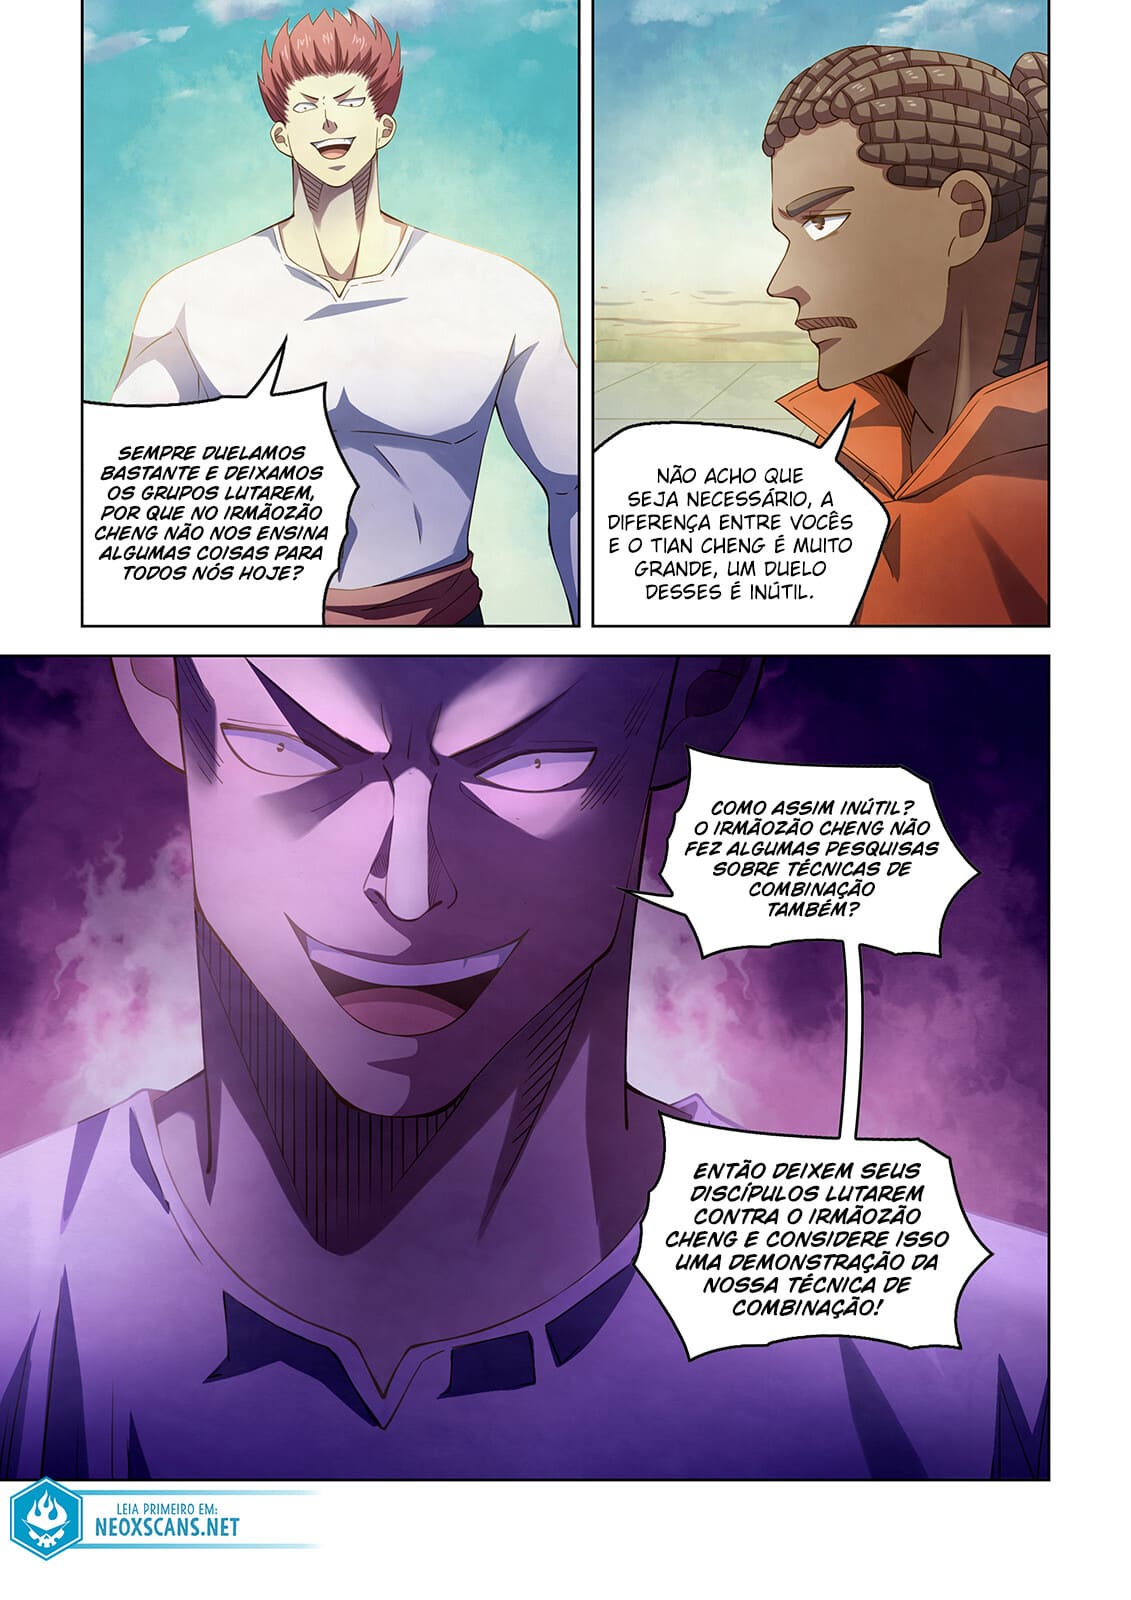 SEMPRE DUELAMOS
BASTANTE E DEIXAMOS
OS GRUPOS LUTAREM,
POR QUE NO IRMÃOZÃO
CHENG NÃO NOS ENSINA
ALGUMAS COISAS PARA
TODOS NÓS HOJE?
NÃO ACHO QUE
SEJA NECESSÁRIO, A
DIFERENÇA ENTRE VOCÊS
E O TIAN CHENG É MUITO
GRANDE, UM DUELO
DESSES É INÚTIL.
COMO ASSIM INÚTIL?
O IRMÃOZÃO CHENG NÃO
FEZ ALGUMAS PESQUISAS
SOBRE TÉCNICAS DE
COMBINAÇÃO
TAMBÉM?
ENTÃO DEIXEM SEUS
DISCÍPULOS LUTAREM
CONTRA O IRMÃOZÃO
CHENG E CONSIDERE ISSO
UMA DEMONSTRAÇÃO DA
NOSSA TÉCNICA DE
COMBINAÇÃO!
LEIA PRIMEIRO EM:
NEOXSCANS.NET